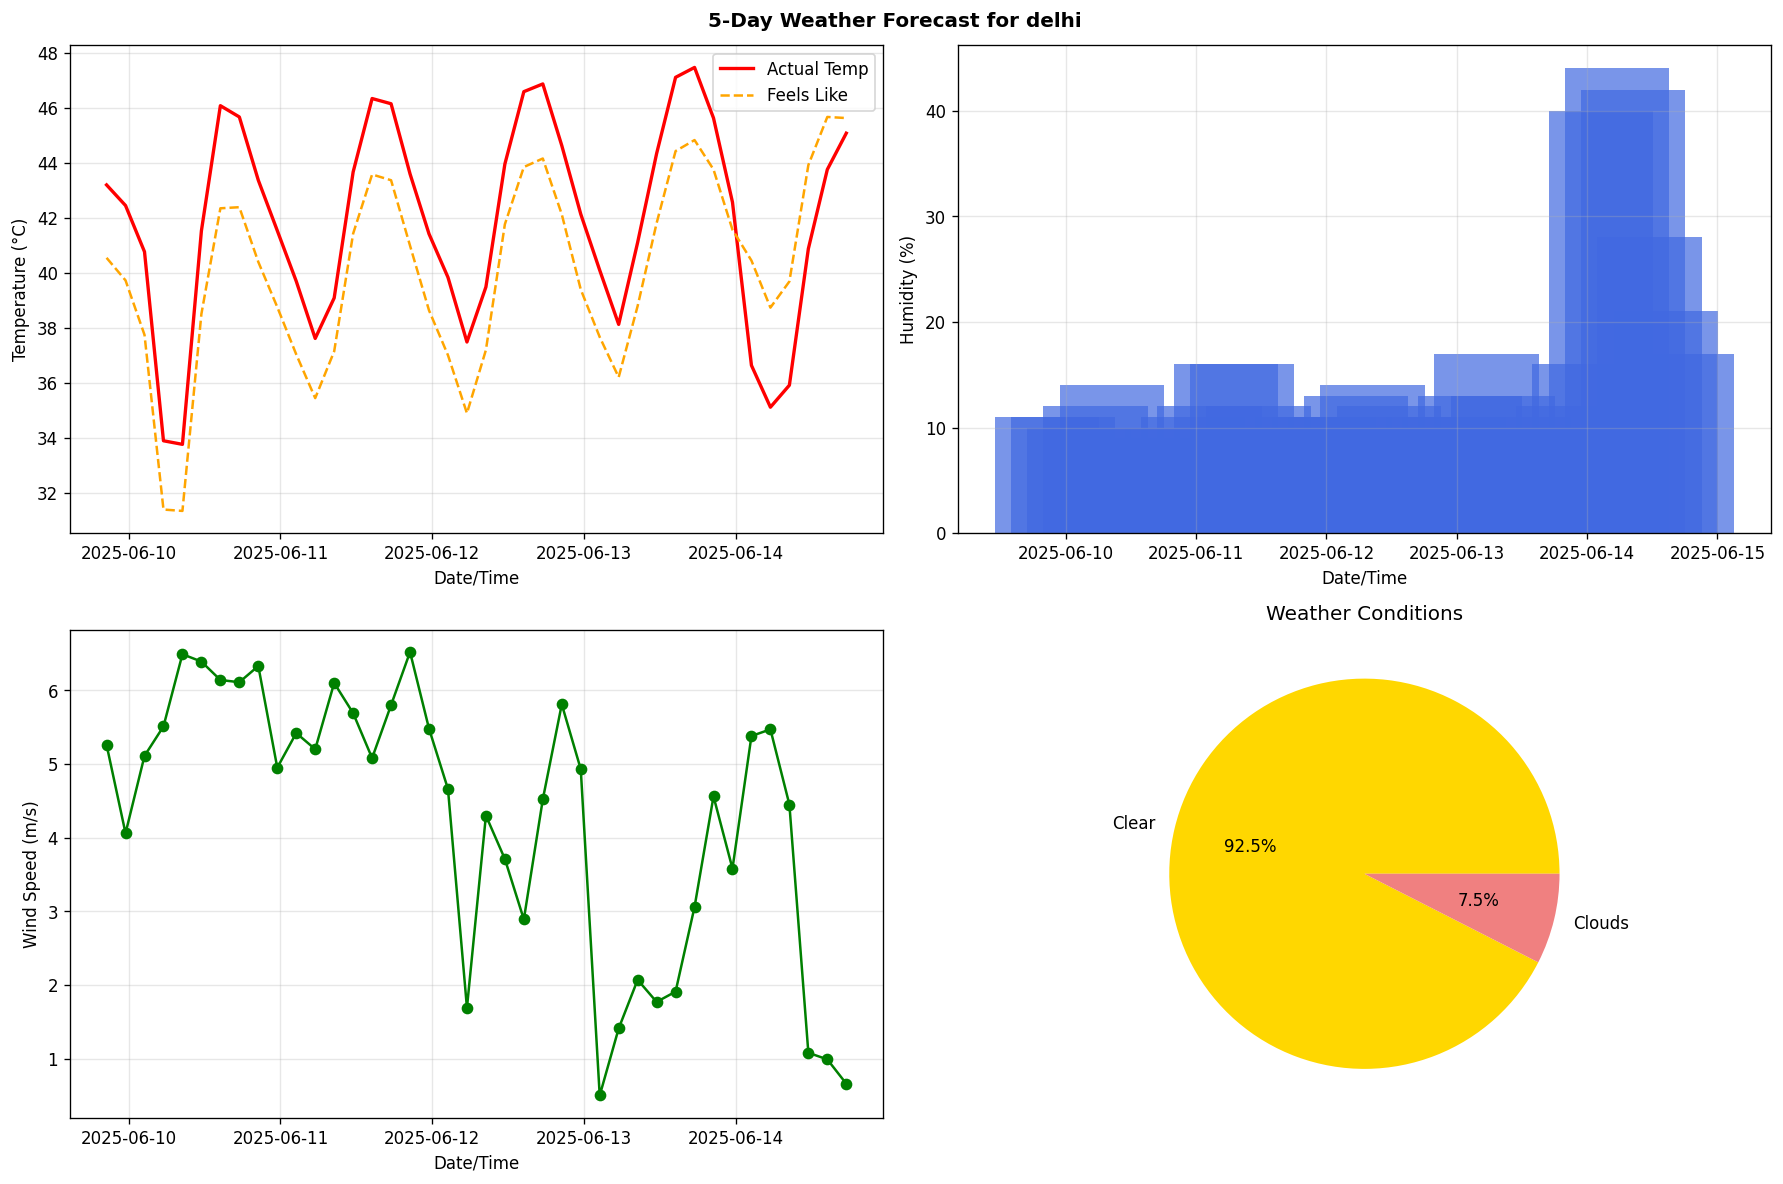 5-Day Weather Forecast for delhi
Temperature (°C)
48
46
44
42
40
38
36
34
32
Actual Temp
Feels Like
2025-06-10 2025-06-11 2025-06-12 2025-06-13 2025-06-14
Date/Time
Humidity (%)
40
30
20
10
0
2025-06-10 2025-06-11 2025-06-12 2025-06-13 2025-06-14 2025-06-15
Date/Time
Wind Speed (m/s)
6
5
4
3
2
1
2025-06-10 2025-06-11 2025-06-12 2025-06-13 2025-06-14
Date/Time
Weather Conditions
Clear
92.5%
7.5%
Clouds